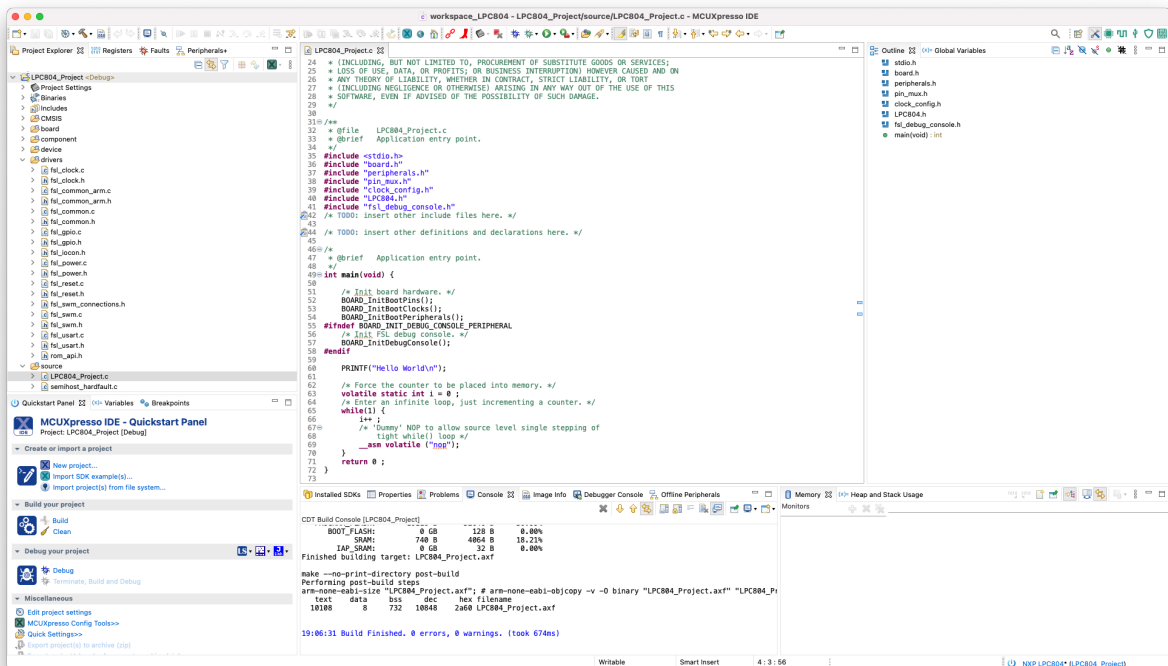 workspace_LPC804 - LPC804_Project/source/LPC804_Project.c - MCUXpresso IDE
Project Explorer
Registers
Faults
Peripherals+
LPC804_Project <Debug>
Project Settings
Binaries
Includes
CMSIS
board
component
device
drivers
fsl_clock.c
fsl_clock.h
fsl_common_arm.c
fsl_common_arm.h
fsl_common.c
fsl_common.h
fsl_gpio.c
fsl_gpio.h
fsl_iocon.h
fsl_power.c
fsl_power.h
fsl_reset.c
fsl_reset.h
fsl_swm_connections.h
fsl_swm.c
fsl_swm.h
fsl_usart.c
fsl_usart.h
rom_api.h
source
LPC804_Project.c
semihost_hardfault.c
Quickstart Panel
(x)= Variables
Breakpoints
MCUXpresso IDE - Quickstart Panel
IDE
Project: LPC804_Project [Debug]
Create or import a project
New project...
Import SDK example(s)...
Import project(s) from file system...
Build your project
Build
Clean
Debug your project
LS
Debug
Terminate, Build and Debug
Miscellaneous
Edit project settings
MCUXpresso Config Tools>>
Quick Settings>>
Export project(s) to archive (zip)
LPC804_Project.c
24 * (INCLUDING, BUT NOT LIMITED TO, PROCUREMENT OF SUBSTITUTE GOODS OR SERVICES;
25 * LOSS OF USE, DATA, OR PROFITS; OR BUSINESS INTERRUPTION) HOWEVER CAUSED AND ON
26 * ANY THEORY OF LIABILITY, WHETHER IN CONTRACT, STRICT LIABILITY, OR TORT
27 * (INCLUDING NEGLIGENCE OR OTHERWISE) ARISING IN ANY WAY OUT OF THE USE OF THIS
28 * SOFTWARE, EVEN IF ADVISED OF THE POSSIBILITY OF SUCH DAMAGE.
29 */
30
31 /**
32 * @file    LPC804_Project.c
33 * @brief   Application entry point.
34 */
35 #include <stdio.h>
36 #include "board.h"
37 #include "peripherals.h"
38 #include "pin_mux.h"
39 #include "clock_config.h"
40 #include "LPC804.h"
41 #include "fsl_debug_console.h"
42 /* TODO: insert other include files here. */
43
44 /* TODO: insert other definitions and declarations here. */
45
46 /*
47 * @brief   Application entry point.
48 */
49 int main(void) {
50
51 /* Init board hardware. */
52 BOARD_InitBootPins();
53 BOARD_InitBootClocks();
54 BOARD_InitBootPeripherals();
55 #ifndef BOARD_INIT_DEBUG_CONSOLE_PERIPHERAL
56 /* Init FSL debug console. */
57 BOARD_InitDebugConsole();
58 #endif
59
60 PRINTF("Hello World\n");
61
62 /* Force the counter to be placed into memory. */
63 volatile static int i = 0 ;
64 /* Enter an infinite loop, just incrementing a counter. */
65 while(1) {
66 i++ ;
67 /* 'Dummy' NOP to allow source level single stepping of
68 tight while() loop */
69 __asm volatile ("nop");
70 }
71 return 0 ;
72 }
73
Outline
(x)= Global Variables
stdio.h
board.h
peripherals.h
pin_mux.h
clock_config.h
LPC804.h
fsl_debug_console.h
main(void) : int
Installed SDKs
Properties
Problems
Console
Image Info
Debugger Console
Offline Peripherals
CDT Build Console [LPC804_Project]
BOOT_FLASH: 0 GB 128 B 0.00%
SRAM: 740 B 4064 B 18.21%
IAP_SRAM: 0 GB 32 B 0.00%
Finished building target: LPC804_Project.axf
make --no-print-directory post-build
Performing post-build steps
arm-none-eabi-size "LPC804_Project.axf"; # arm-none-eabi-objcopy -v -O binary "LPC804_Project.axf" "LPC804_Pr
text data bss dec hex filename
10108 8 732 10848 2a60 LPC804_Project.axf
19:06:31 Build Finished. 0 errors, 0 warnings. (took 674ms)
Memory
(x)= Heap and Stack Usage
Monitors
Writable
Smart Insert
4 : 3 : 56
NXP LPC804* (LPC804_Project)